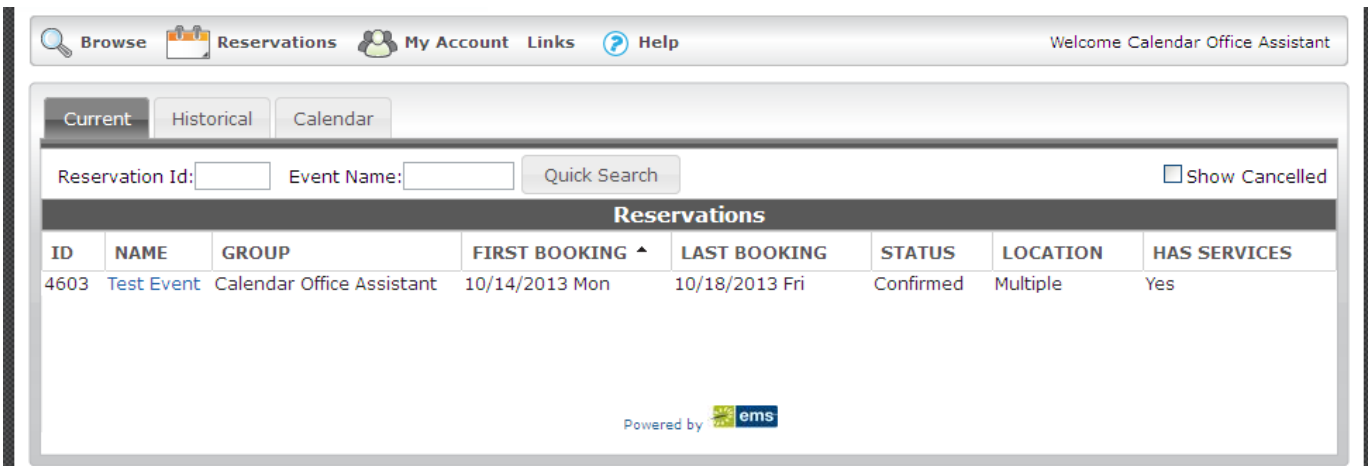 Browse Reservations My Account Links Help Welcome Calendar Office Assistant
Current Historical Calendar
Reservation Id: Event Name: Quick Search Show Cancelled
Reservations
ID NAME GROUP FIRST BOOKING LAST BOOKING STATUS LOCATION HAS SERVICES
4603 Test Event Calendar Office Assistant 10/14/2013 Mon 10/18/2013 Fri Confirmed Multiple Yes
Powered by ems